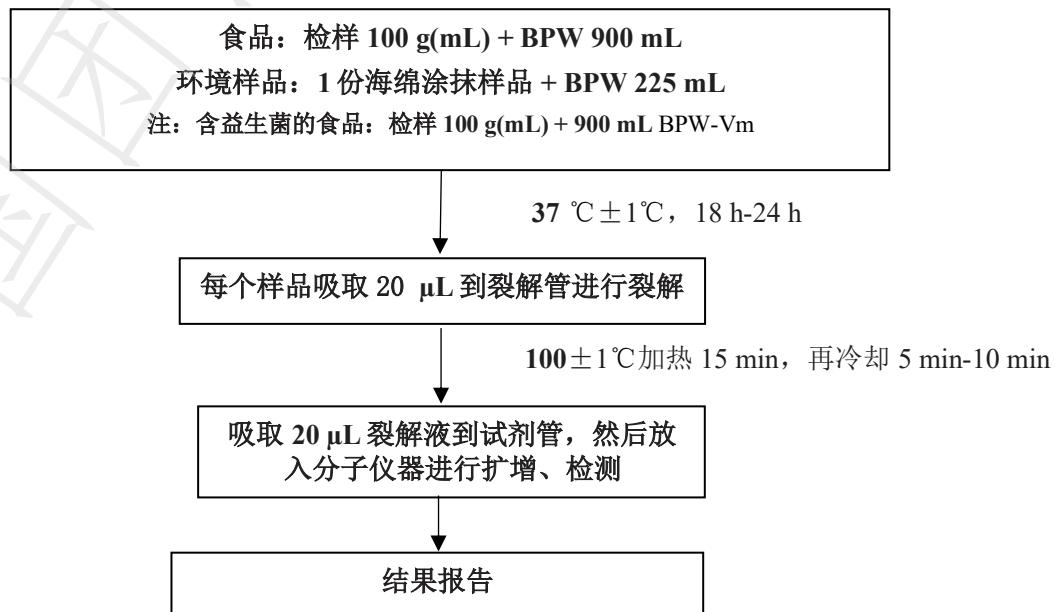 食品：检样 100 g(mL) + BPW 900 mL
环境样品：1 份海绵涂抹样品 + BPW 225 mL
注：含益生菌的食品：检样 100 g(mL) + 900 mL BPW-Vm
37 ℃±1℃，18 h-24 h
每个样品吸取 20 μL 到裂解管进行裂解
100±1℃加热 15 min，再冷却 5 min-10 min
吸取 20 μL 裂解液到试剂管，然后放
入分子仪器进行扩增、检测
结果报告